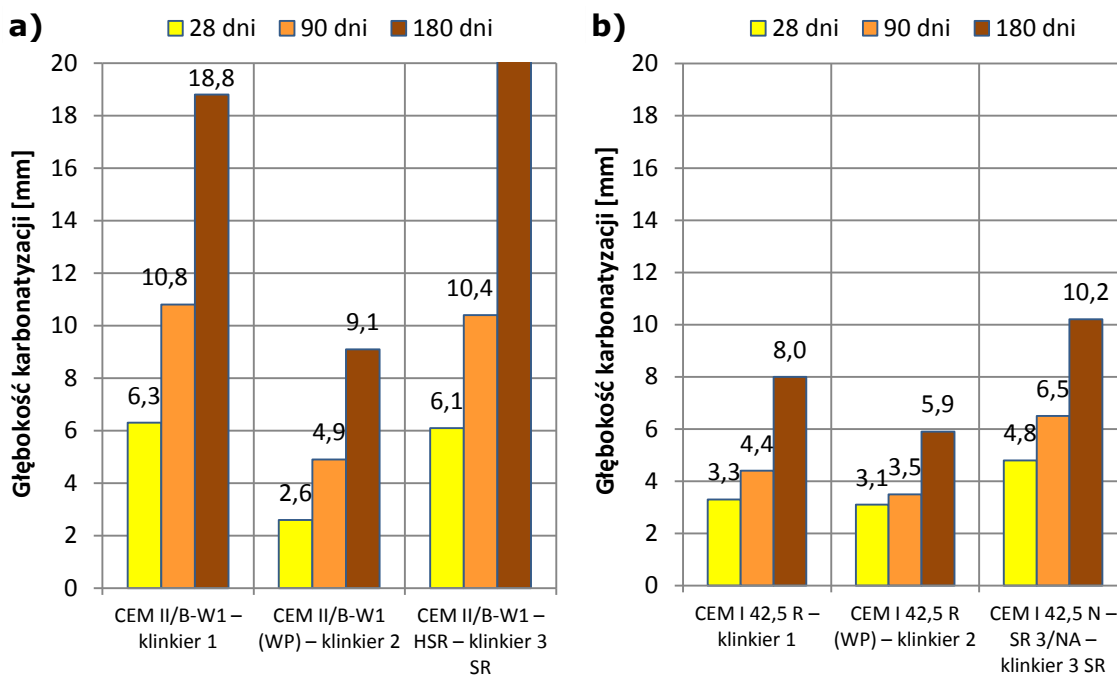 a)
28 dni 90 dni 180 dni
Głębokość karbonatyzacji [mm]
20
18
16
14
12
10
8
6
4
2
0
6,3
10,8
18,8
2,6
4,9
9,1
6,1
10,4
CEM II/B-W1 –
klinkier 1
CEM II/B-W1
(WP) – klinkier 2
CEM II/B-W1 –
HSR – klinkier 3
SR
b)
28 dni 90 dni 180 dni
Głębokość karbonatyzacji [mm]
20
18
16
14
12
10
8
6
4
2
0
3,3
4,4
8,0
3,1
3,5
5,9
4,8
6,5
10,2
CEM I 42,5 R –
klinkier 1
CEM I 42,5 R
(WP) – klinkier 2
CEM I 42,5 N –
SR 3/NA –
klinkier 3 SR